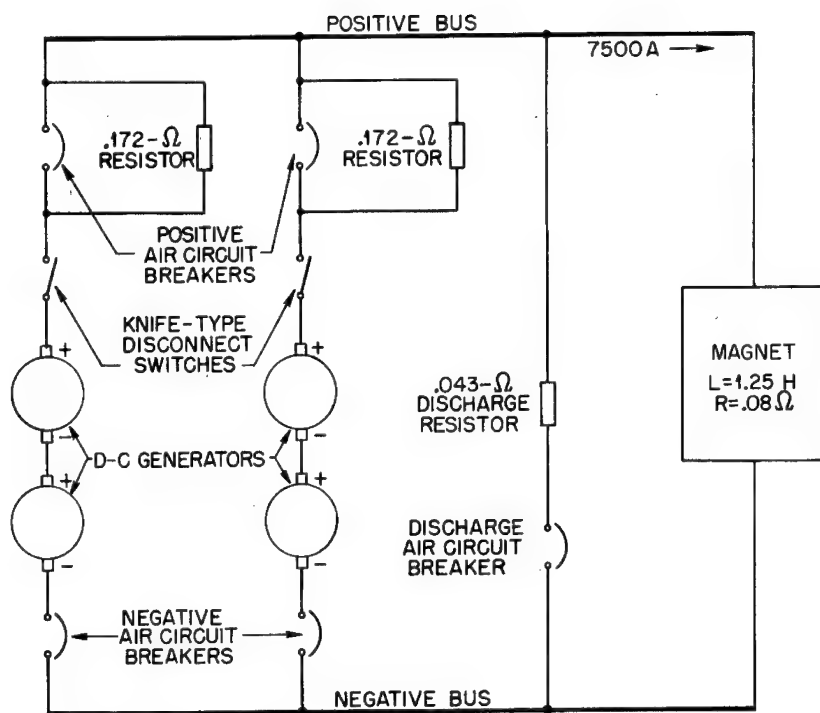 POSITIVE BUS
7500A
.172-Ω
RESISTOR
.172-Ω
RESISTOR
POSITIVE
AIR CIRCUIT
BREAKERS
KNIFE-TYPE
DISCONNECT
SWITCHES
MAGNET
L=1.25 H
R=.08Ω
+
+
.043-Ω
DISCHARGE
RESISTOR
-
-
D-C GENERATORS
+
+
DISCHARGE
AIR CIRCUIT
BREAKER
-
-
NEGATIVE
AIR CIRCUIT
BREAKERS
NEGATIVE BUS